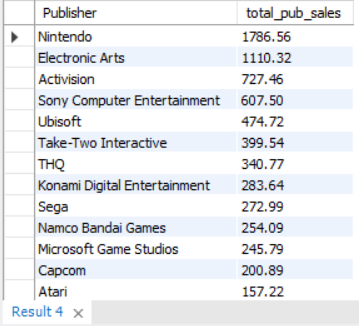 Publisher total_pub_sales
Nintendo 1786.56
Electronic Arts 1110.32
Activision 727.46
Sony Computer Entertainment 607.50
Ubisoft 474.72
Take-Two Interactive 399.54
THQ 340.77
Konami Digital Entertainment 283.64
Sega 272.99
Namco Bandai Games 254.09
Microsoft Game Studios 245.79
Capcom 200.89
Atari 157.22
Result 4